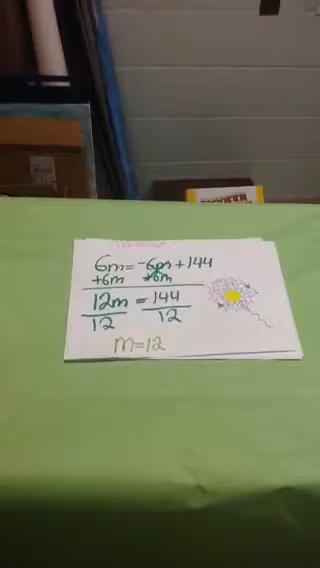 6m = -6m + 144
+6m +6m
12m = 144
12 12
m=12